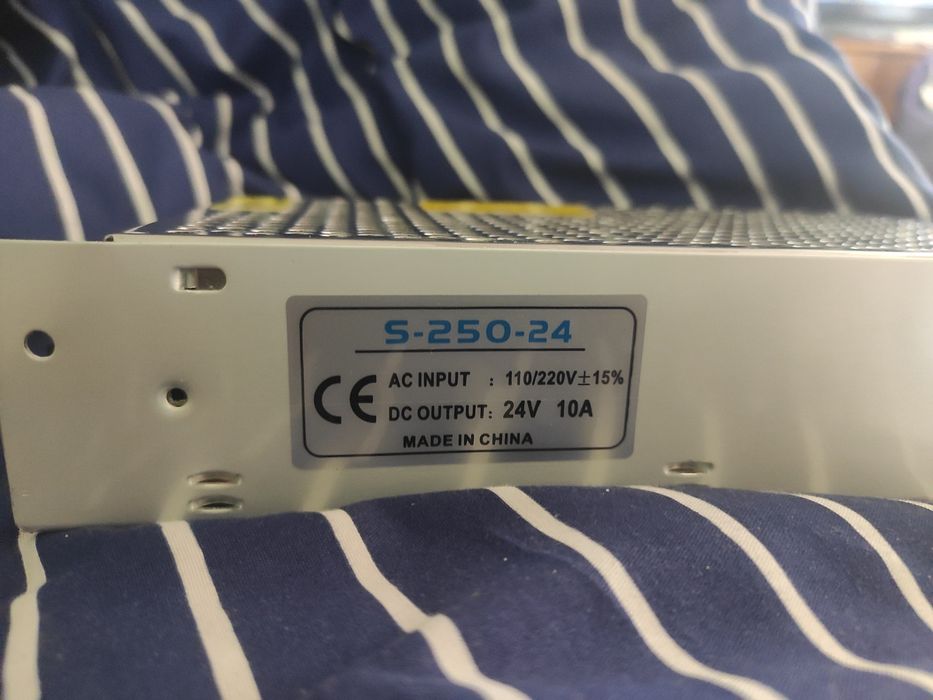 S-250-24
CE
AC INPUT : 110/220V±15%
DC OUTPUT: 24V 10A
MADE IN CHINA